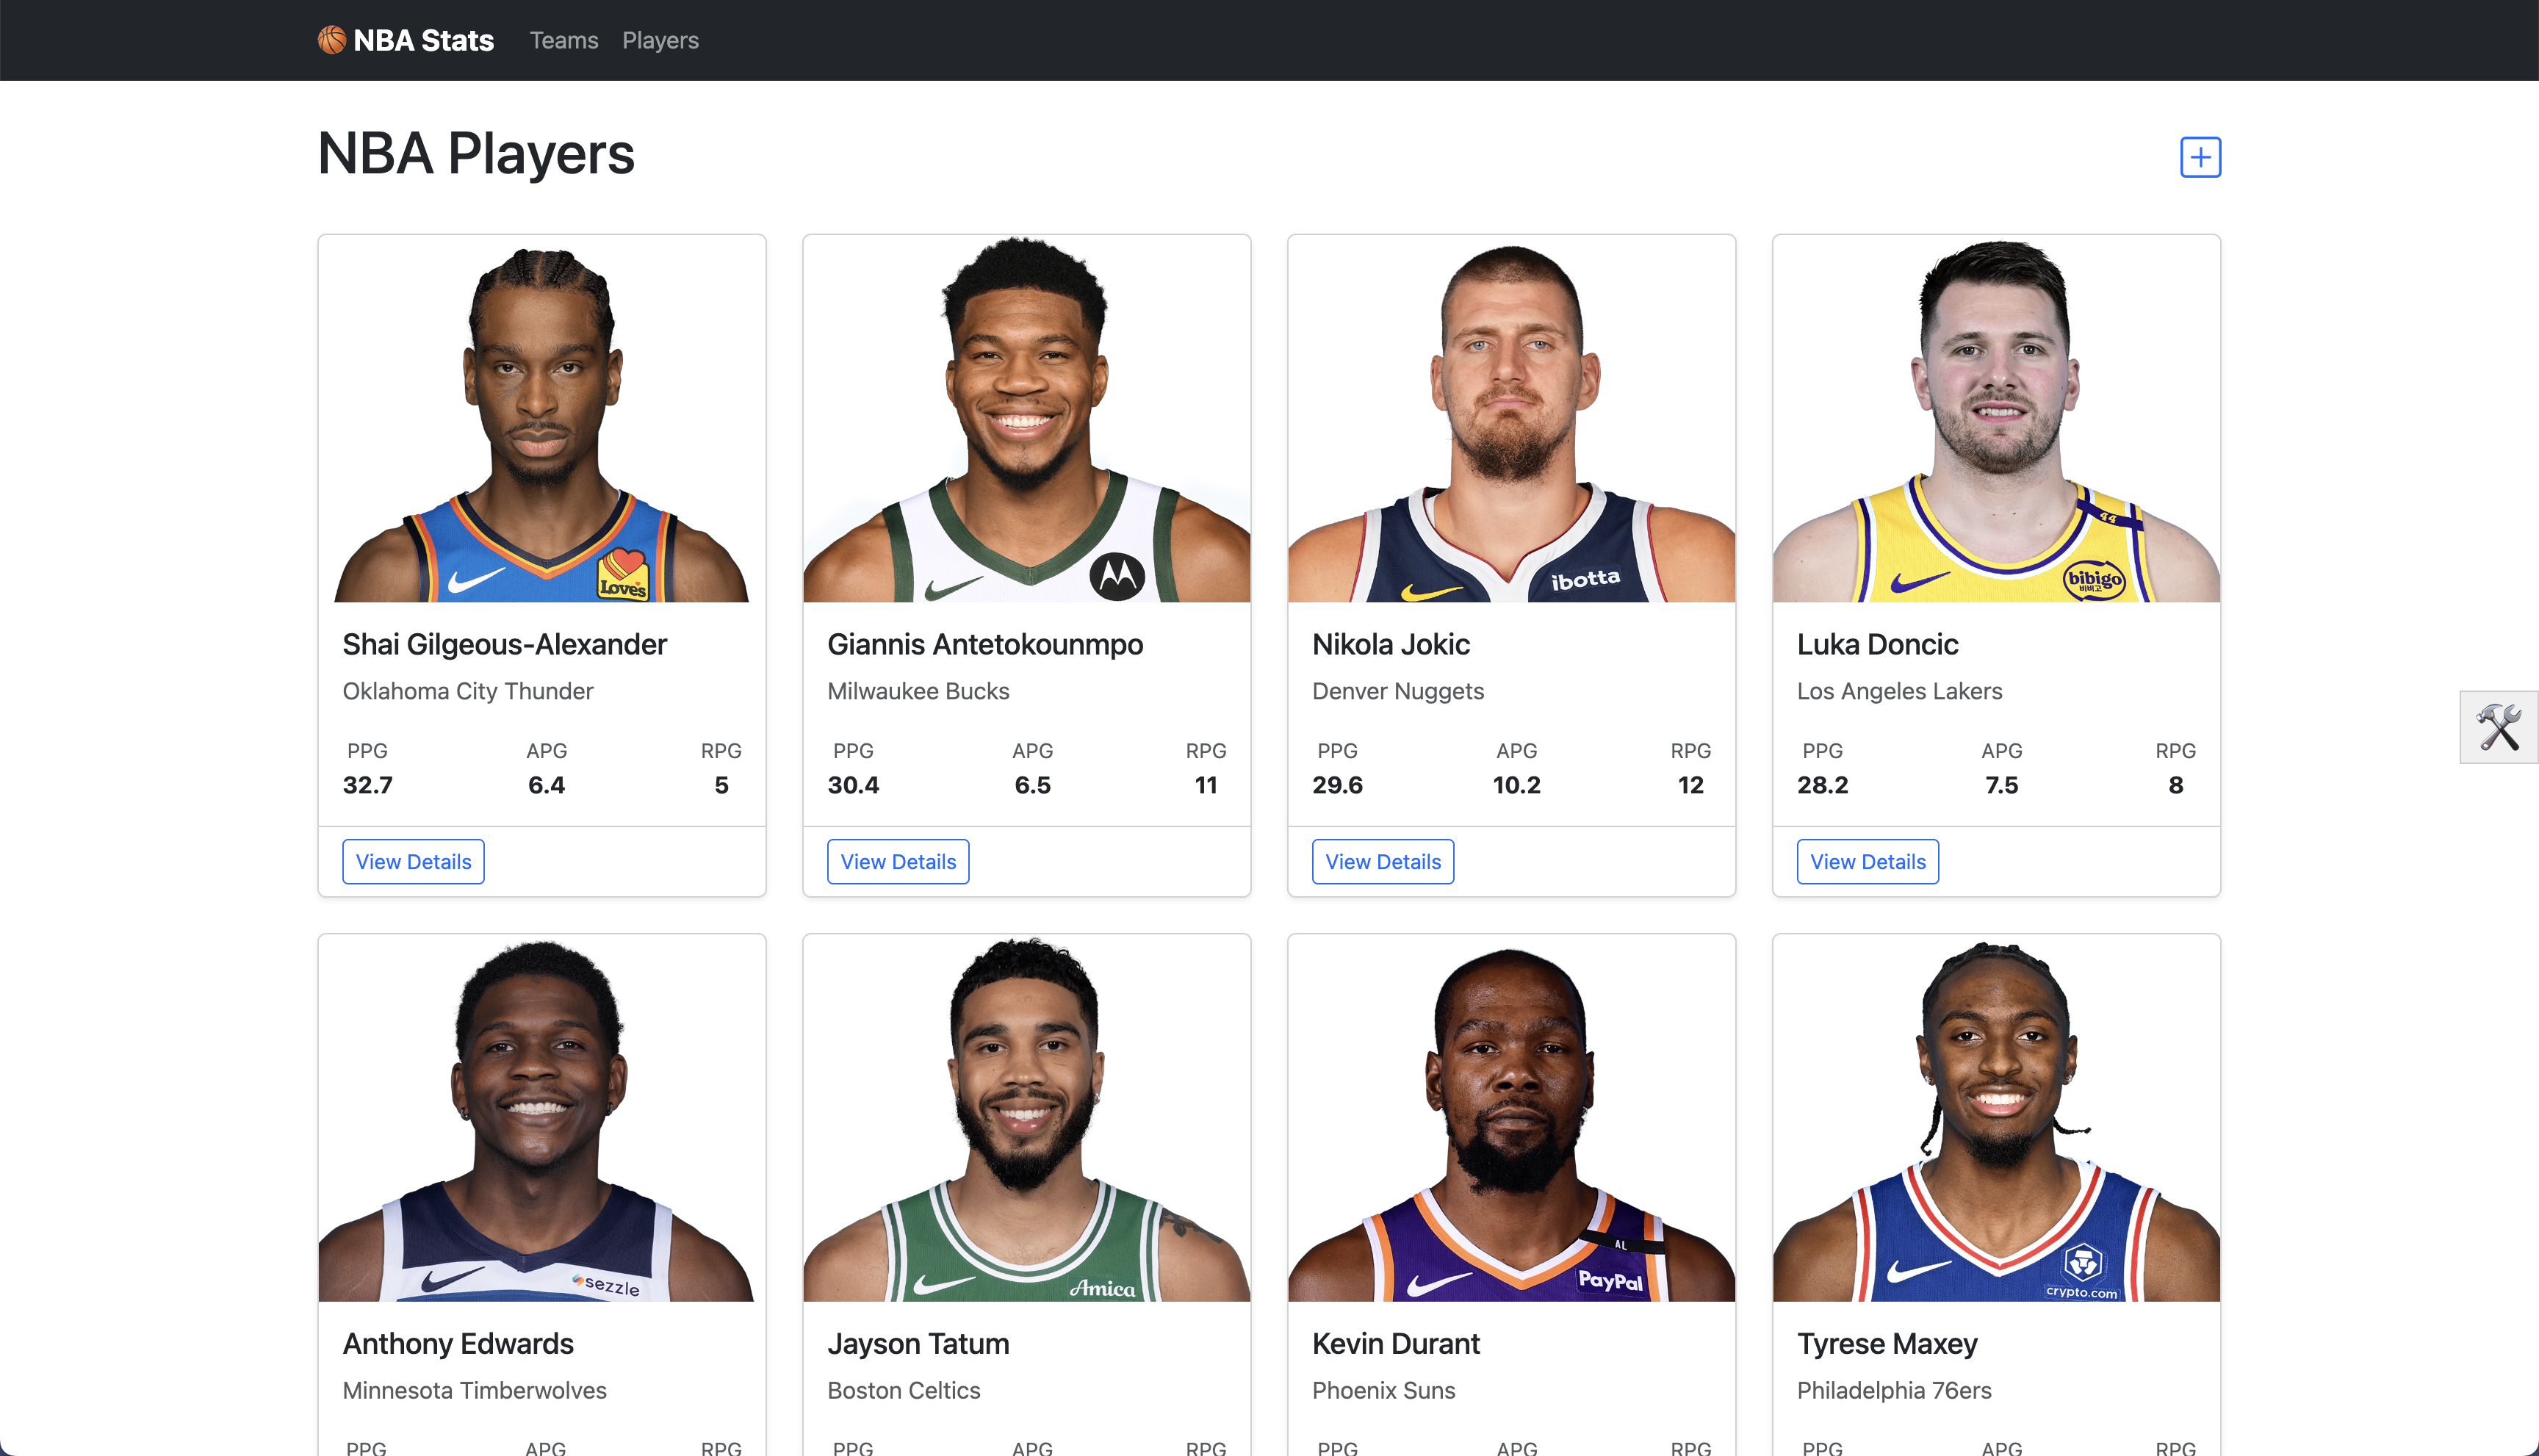 NBA Stats Teams Players
NBA Players
Loves
ibotta
44
bibigo
비비고
Shai Gilgeous-Alexander
Oklahoma City Thunder
PPG APG RPG
32.7 6.4 5
View Details
Giannis Antetokounmpo
Milwaukee Bucks
PPG APG RPG
30.4 6.5 11
View Details
Nikola Jokic
Denver Nuggets
PPG APG RPG
29.6 10.2 12
View Details
Luka Doncic
Los Angeles Lakers
PPG APG RPG
28.2 7.5 8
View Details
sezzle
Amica
AL
PayPal
crypto.com
Anthony Edwards
Minnesota Timberwolves
PPG APG RPG
Jayson Tatum
Boston Celtics
PPG APG RPG
Kevin Durant
Phoenix Suns
PPG APG RPG
Tyrese Maxey
Philadelphia 76ers
PPG APG RPG